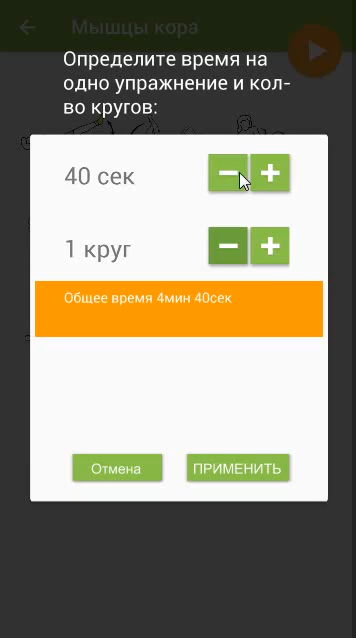 Мышцы кора
Определите время на
одно упражнение и кол-
во кругов:
40 сек
1 круг
Общее время 4мин 40сек
Отмена
ПРИМЕНИТЬ